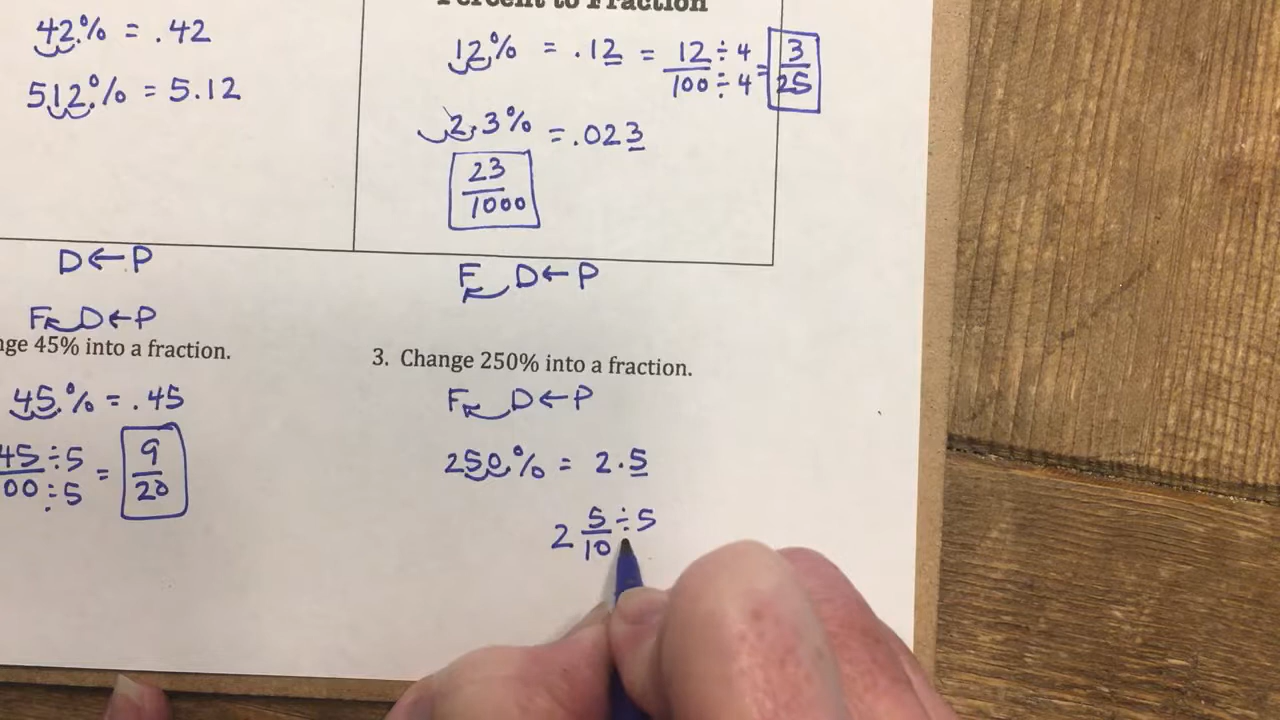 42.% = .42
512.% = 5.12
Percent to Fraction
12% = .12 = 12/100 ÷ 4/÷ 4 = 3/25
2.3% = .023
23/1000
D ← P
F D ← P
F D ← P
45% into a fraction.
45.% = .45
45 ÷5
00 ÷5
= 9/20
3. Change 250% into a fraction.
F D ← P
250.% = 2.5
2 5/10 ÷5